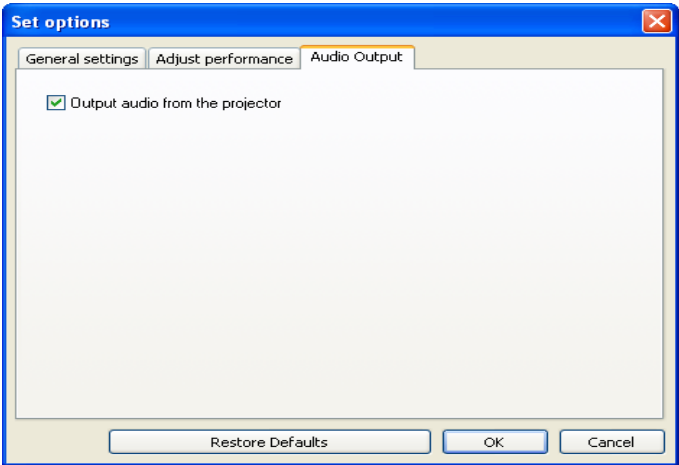 Set options
General settings Adjust performance Audio Output
Output audio from the projector
Restore Defaults OK Cancel